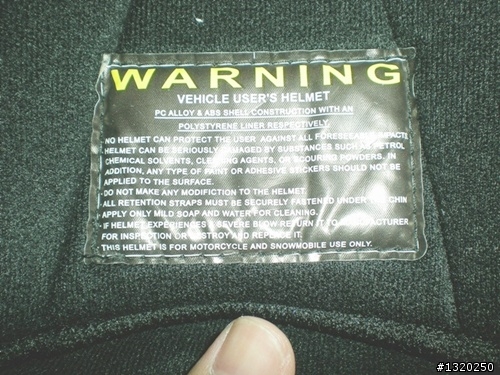 WARNING
VEHICLE USER'S HELMET
PC ALLOY & ABS SHELL CONSTRUCTION WITH AN
POLYSTYRENE LINER RESPECTIVELY.
NO HELMET CAN PROTECT THE USER AGAINST ALL FORESEEABLE IMPACTS
HELMET CAN BE SERIOUSLY DAMAGED BY SUBSTANCES SUCH AS PETROL
CHEMICAL SOLVENTS, CLEANING AGENTS, OR SCOURING POWDERS. IN
ADDITION, ANY TYPE OF PAINT OR ADHESIVE STICKERS SHOULD NOT BE
APPLIED TO THE SURFACE.
- DO NOT MAKE ANY MODIFICTION TO THE HELMET.
- ALL RETENTION STRAPS MUST BE SECURELY FASTENED UNDER THE CHIN
- APPLY ONLY MILD SOAP AND WATER FOR CLEANING.
- IF HELMET EXPERIENCES A SEVERE BLOW RETURN IT TO MANUFACTURER
FOR INSPECTION OR DESTROY AND REPLACE IT.
- THIS HELMET IS FOR MOTORCYCLE AND SNOWMOBILE USE ONLY.
#1320250